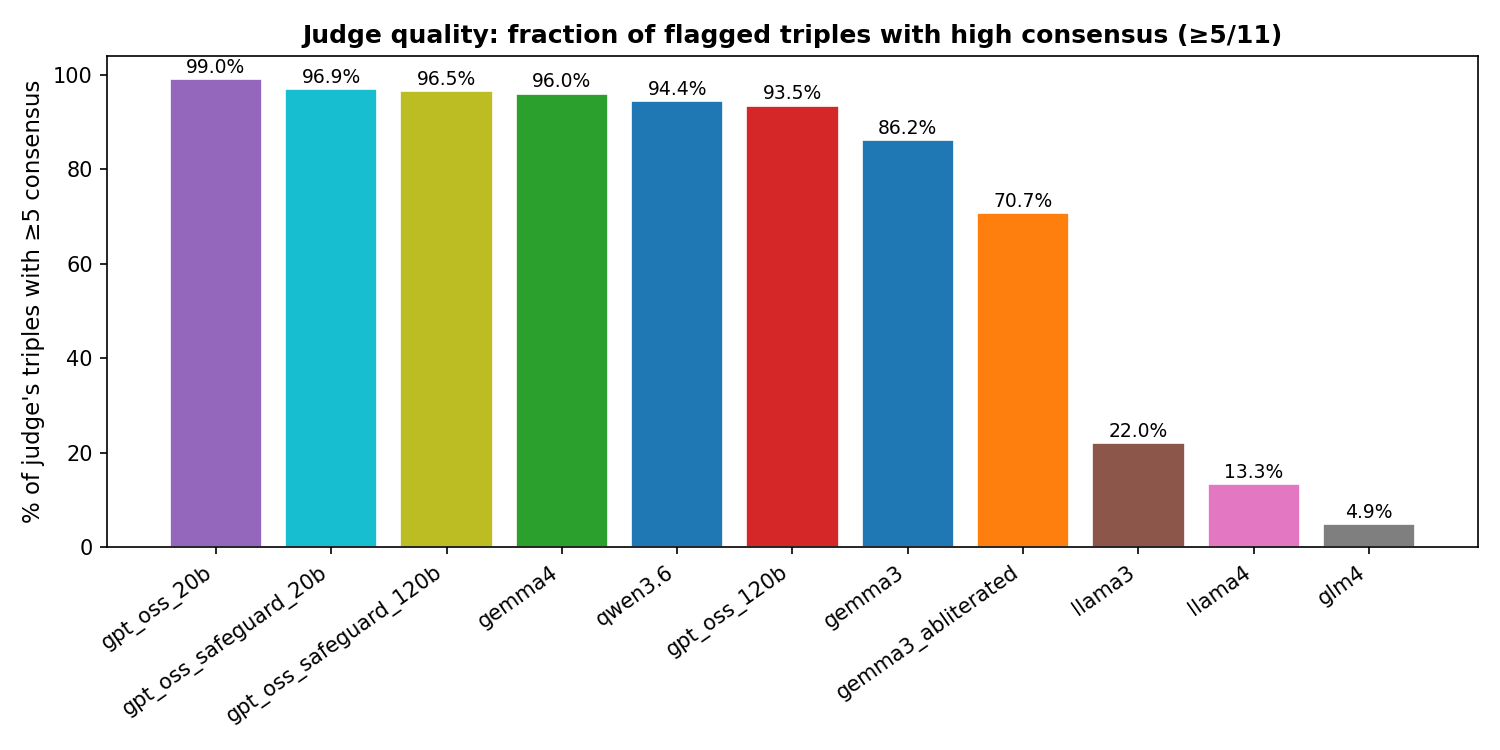 Judge quality: fraction of flagged triples with high consensus (≥5/11)
% of judge's triples with ≥5 consensus
100
80
60
40
20
0
99.0%
96.9%
96.5%
96.0%
94.4%
93.5%
86.2%
70.7%
22.0%
13.3%
4.9%
gpt_oss_20b
gpt_oss_safeguard_20b
gpt_oss_safeguard_120b
gemma4
qwen3.6
gpt_oss_120b
gemma3
gemma3_abliterated
llama3
llama4
glm4